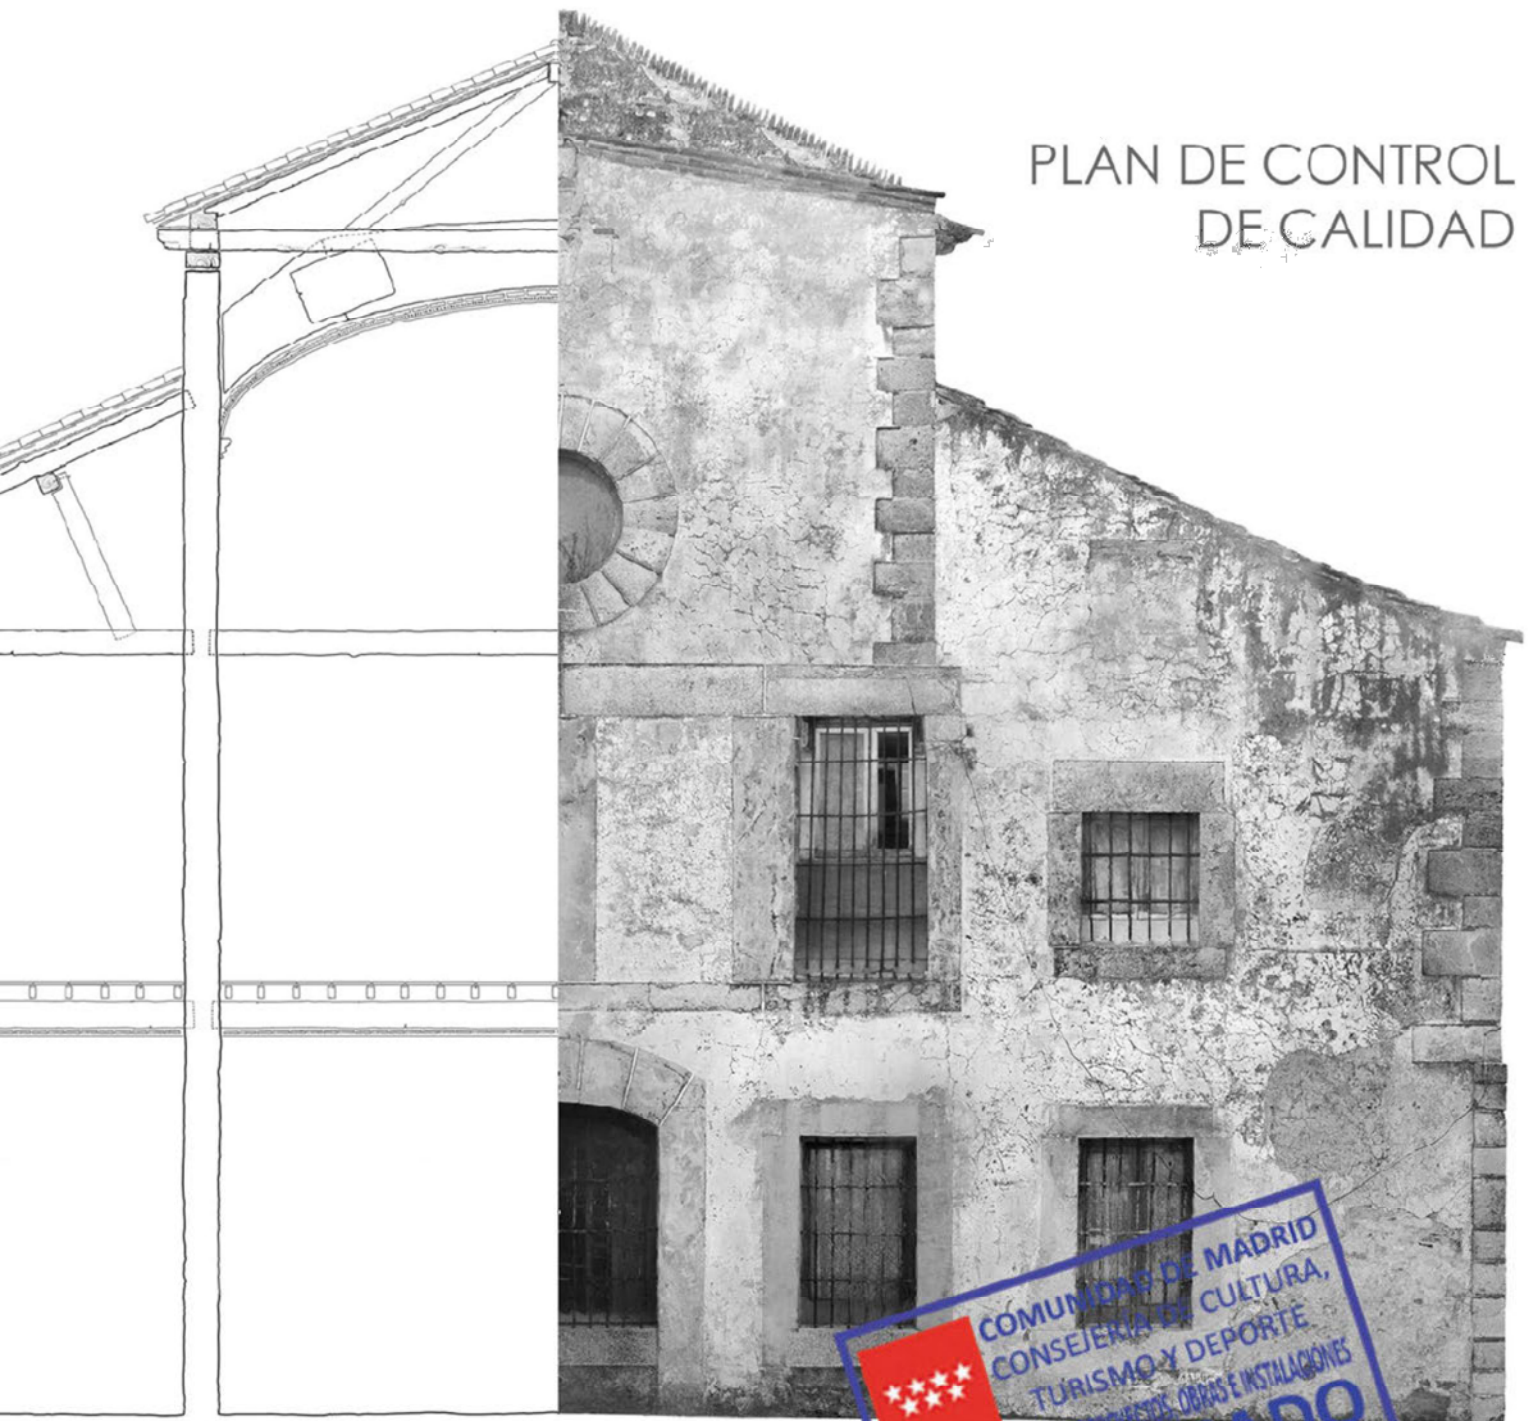 PLAN DE CONTROL
DE CALIDAD
COMUNIDAD DE MADRID
CONSEJERÍA DE CULTURA,
TURISMO Y DEPORTE
OBRAS E INSTALACIONES